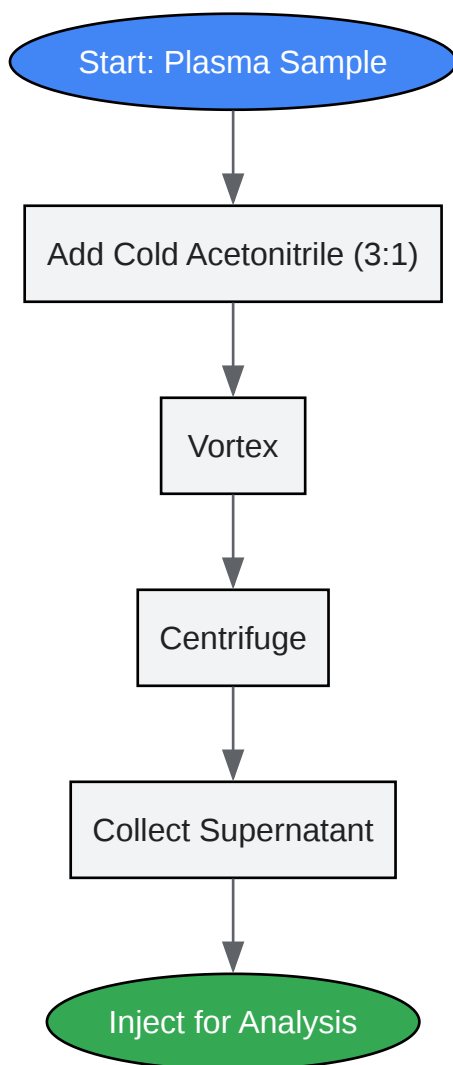 Start: Plasma Sample
Add Cold Acetonitrile (3:1)
Vortex
Centrifuge
Collect Supernatant
Inject for Analysis